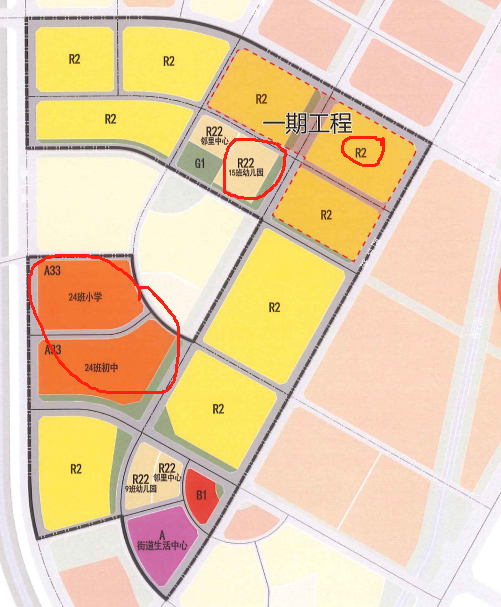 R2
R2
R2
R2
一期工程
R22
邻里中心
G1
R22
15班幼儿园
R2
R2
A33
24班小学
R2
A33
24班初中
R2
R2
R22
邻里中心
R22
9班幼儿园
B1
A
街道生活中心